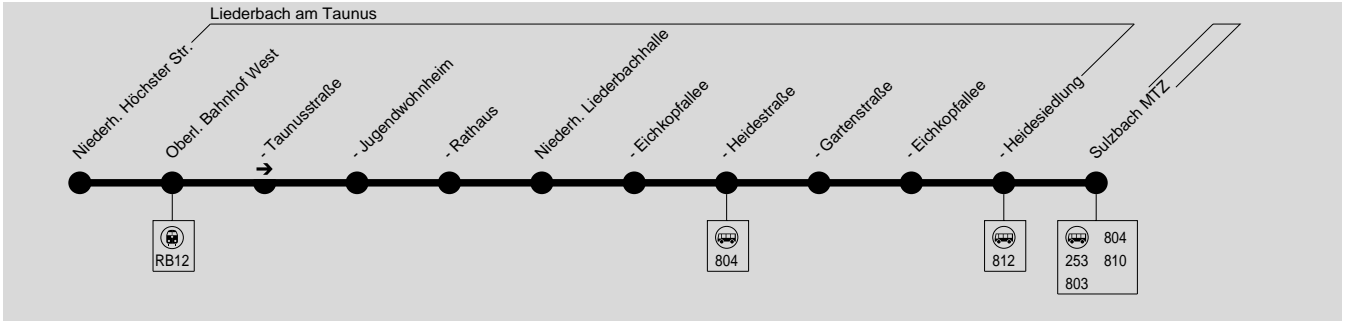 Liederbach am Taunus
Niederh. Höchster Str.
Oberl. Bahnhof West
- Taunusstraße
- Jugendwohnheim
- Rathaus
Niederh. Liederbachhalle
- Eichkopfallee
- Heidestraße
- Gartenstraße
- Eichkopfallee
- Heidesiedlung
Sulzbach MTZ
➔
RB12
804
812
804
253 810
803